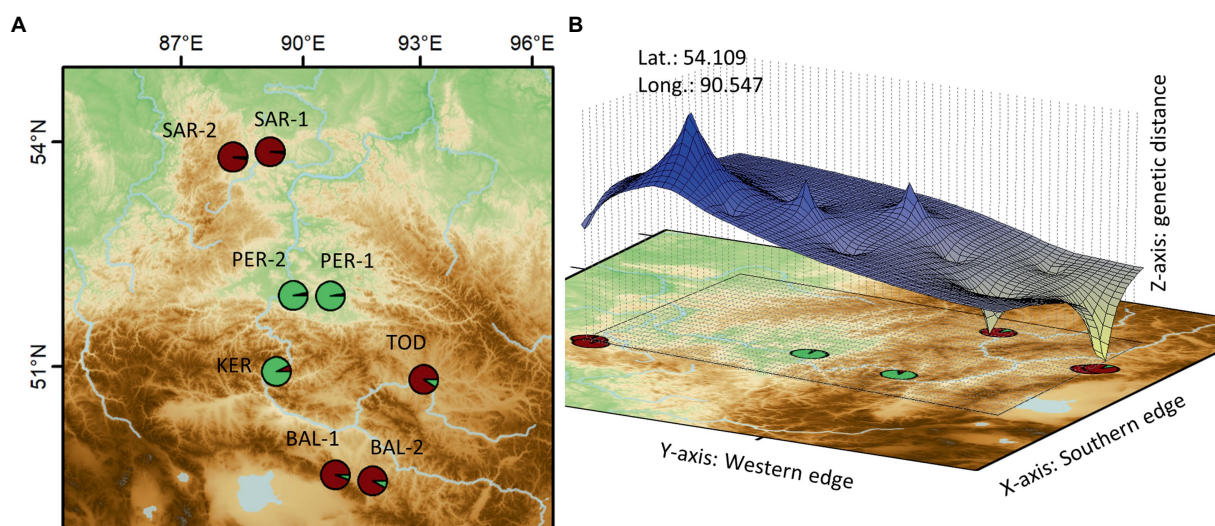 A
87°E 90°E 93°E 96°E
54°N
51°N
SAR-2
SAR-1
PER-2
PER-1
KER
TOD
BAL-1
BAL-2
B
Lat.: 54.109
Long.: 90.547
Z-axis: genetic distance
Y-axis: Western edge
X-axis: Southern edge